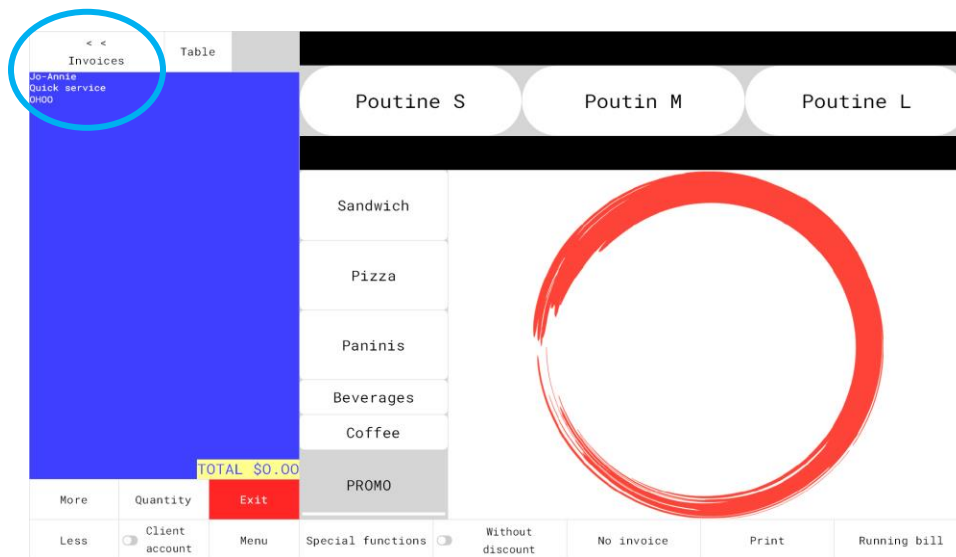 < <
Invoices
Table
Jo-Annie
Quick service
OHOO
Poutine S
Poutin M
Poutine L
Sandwich
Pizza
Paninis
Beverages
Coffee
PROMO
TOTAL $0.00
More
Quantity
Exit
Less
Client
account
Menu
Special functions
Without
discount
No invoice
Print
Running bill